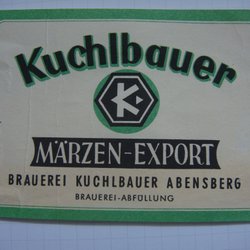 Kuchlbauer
K
MÄRZEN-EXPORT
BRAUEREI KUCHLBAUER ABENSBERG
BRAUEREI-ABFÜLLUNG